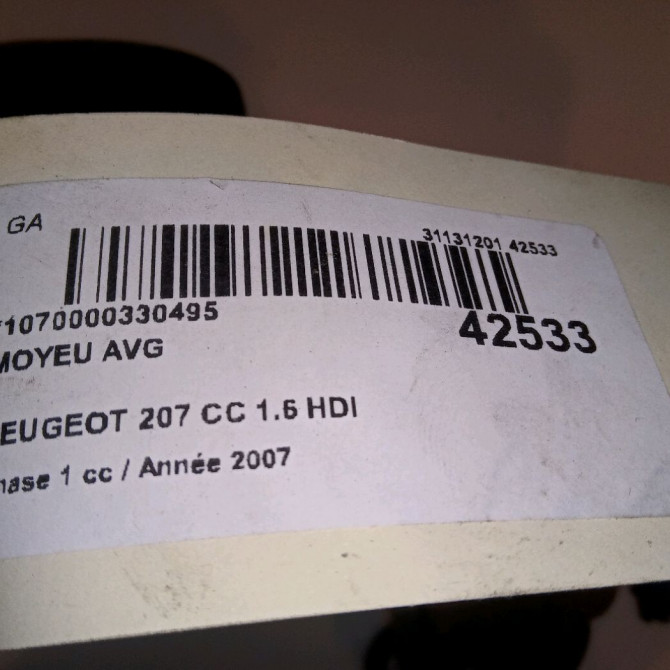 GA
31131201 42533
*1070000330495
42533
MOYEU AVG
EUGEOT 207 CC 1.6 HDI
hase 1 cc / Année 2007